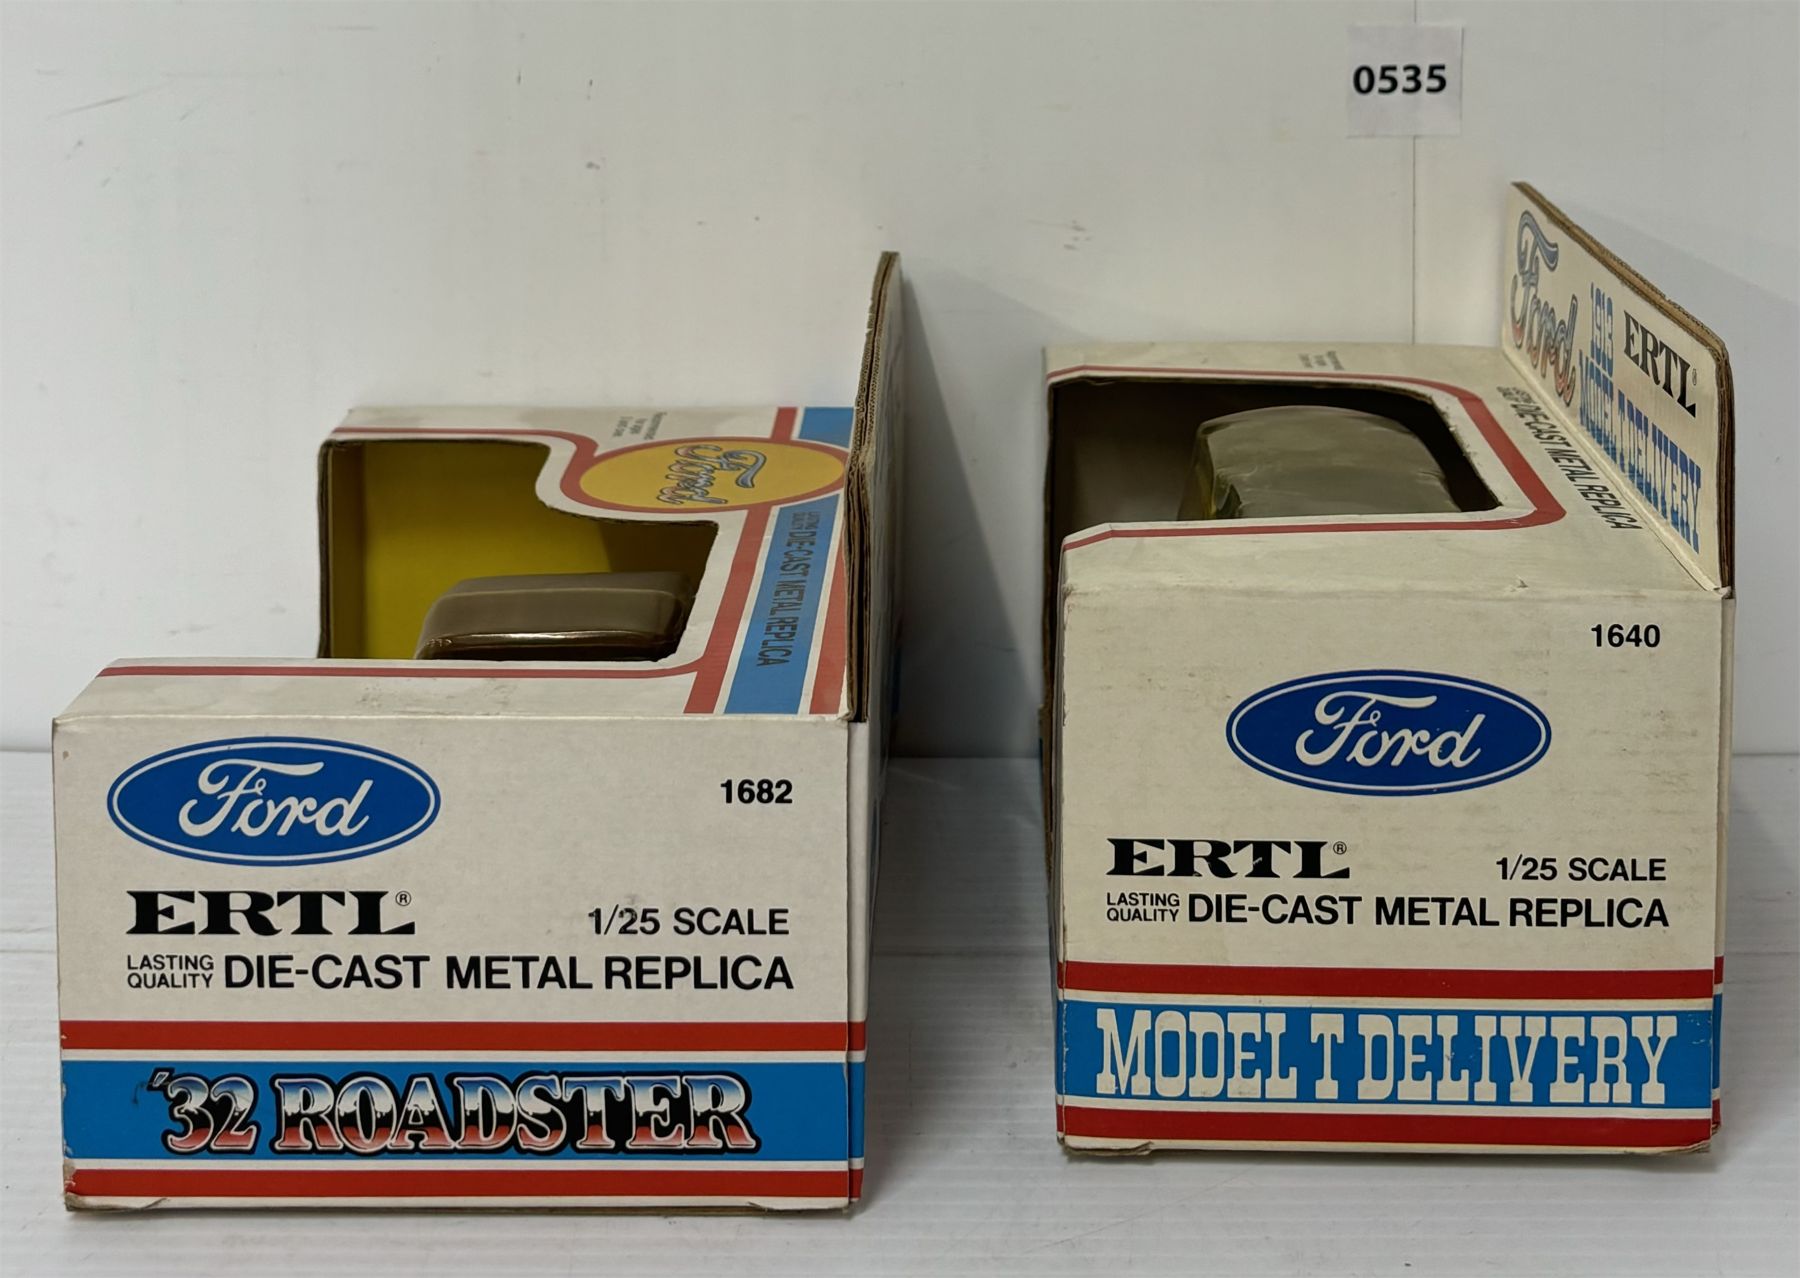 0535
Ford
LASTING QUALITY DIE-CAST METAL REPLICA
Ford
1682
ERTL®
1/25 SCALE
LASTING QUALITY DIE-CAST METAL REPLICA
'32 ROADSTER
Ford
1913
MODEL T DELIVERY
ERTL®
DIE-CAST METAL REPLICA
1640
Ford
ERTL®
1/25 SCALE
LASTING QUALITY DIE-CAST METAL REPLICA
MODEL T DELIVERY